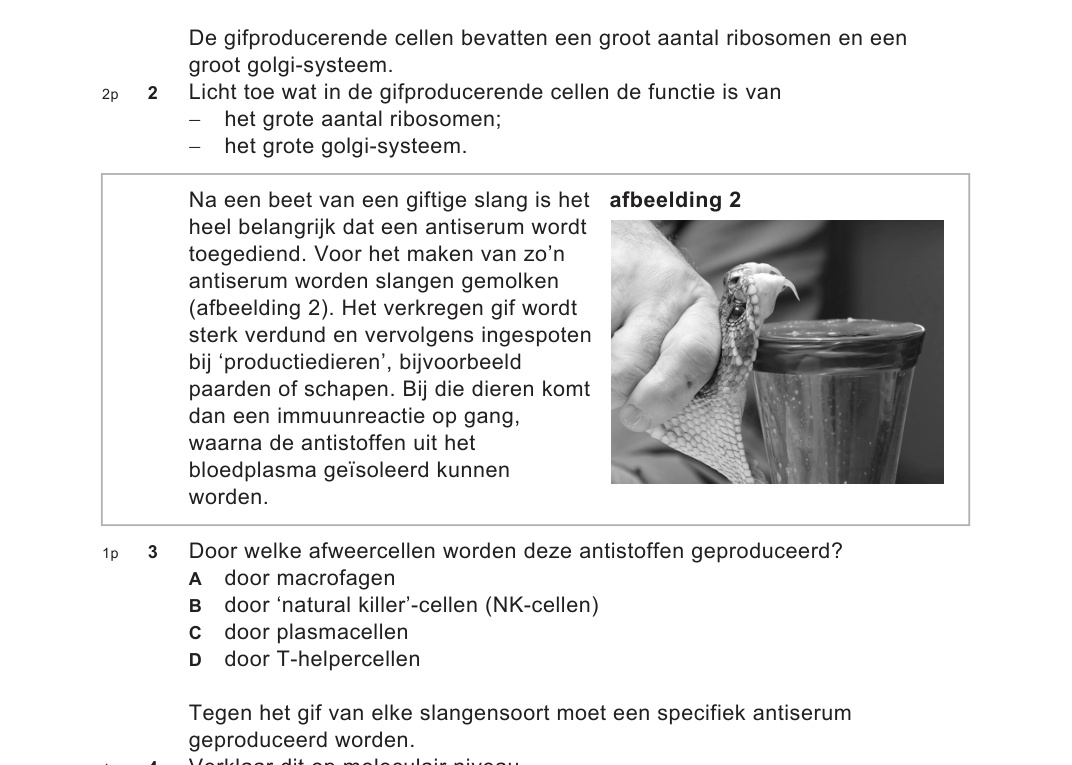 De gifproducerende cellen bevatten een groot aantal ribosomen en een
groot golgi-systeem.
2p 2 Licht toe wat in de gifproducerende cellen de functie is van
– het grote aantal ribosomen;
– het grote golgi-systeem.
Na een beet van een giftige slang is het
heel belangrijk dat een antiserum wordt
toegediend. Voor het maken van zo’n
antiserum worden slangen gemolken
(afbeelding 2). Het verkregen gif wordt
sterk verdund en vervolgens ingespoten
bij ‘productiedieren’, bijvoorbeeld
paarden of schapen. Bij die dieren komt
dan een immuunreactie op gang,
waarna de antistoffen uit het
bloedplasma geïsoleerd kunnen
worden.
afbeelding 2
1p 3 Door welke afweercellen worden deze antistoffen geproduceerd?
A door macrofagen
B door ‘natural killer’-cellen (NK-cellen)
C door plasmacellen
D door T-helpercellen
Tegen het gif van elke slangensoort moet een specifiek antiserum
geproduceerd worden.
4 Verklaar dit op moleculair niveau